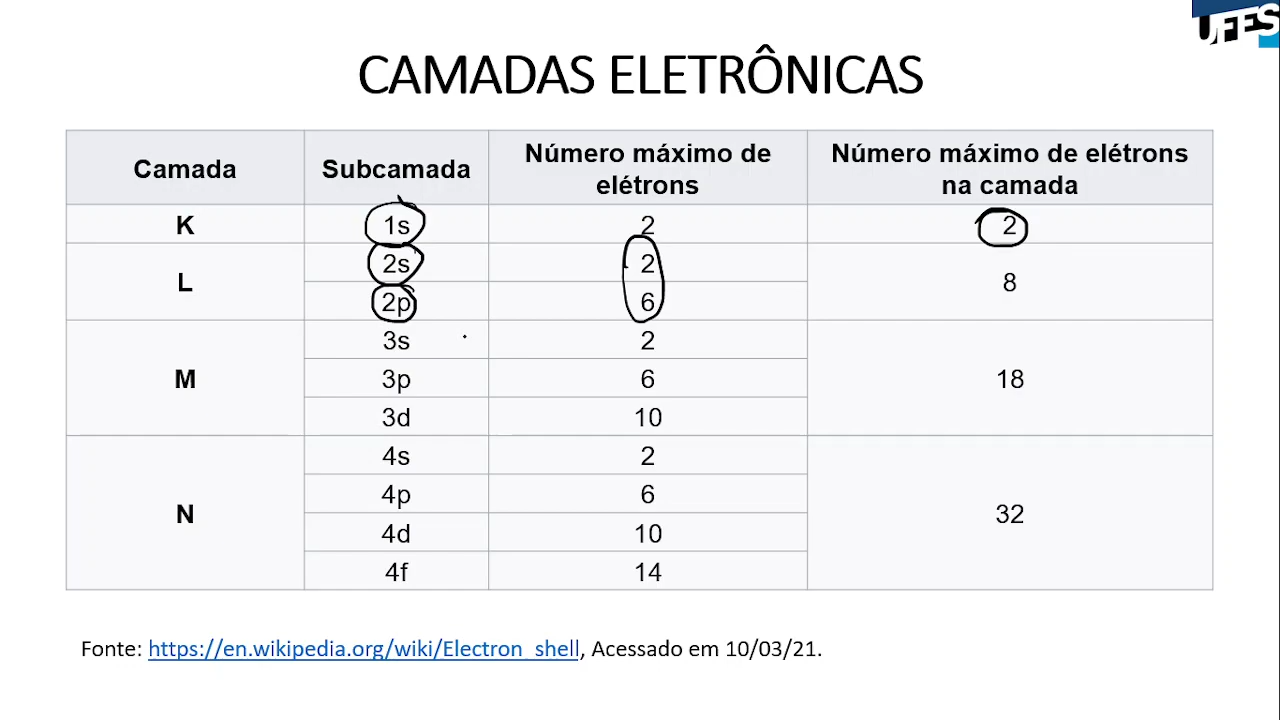 UFES
CAMADAS ELETRÔNICAS
Camada Subcamada Número máximo de elétrons Número máximo de elétrons na camada
K 1s 2 2
L 2s 2 8
2p 6
M 3s 2 18
3p 6
3d 10
N 4s 2 32
4p 6
4d 10
4f 14
Fonte: https://en.wikipedia.org/wiki/Electron_shell, Acessado em 10/03/21.